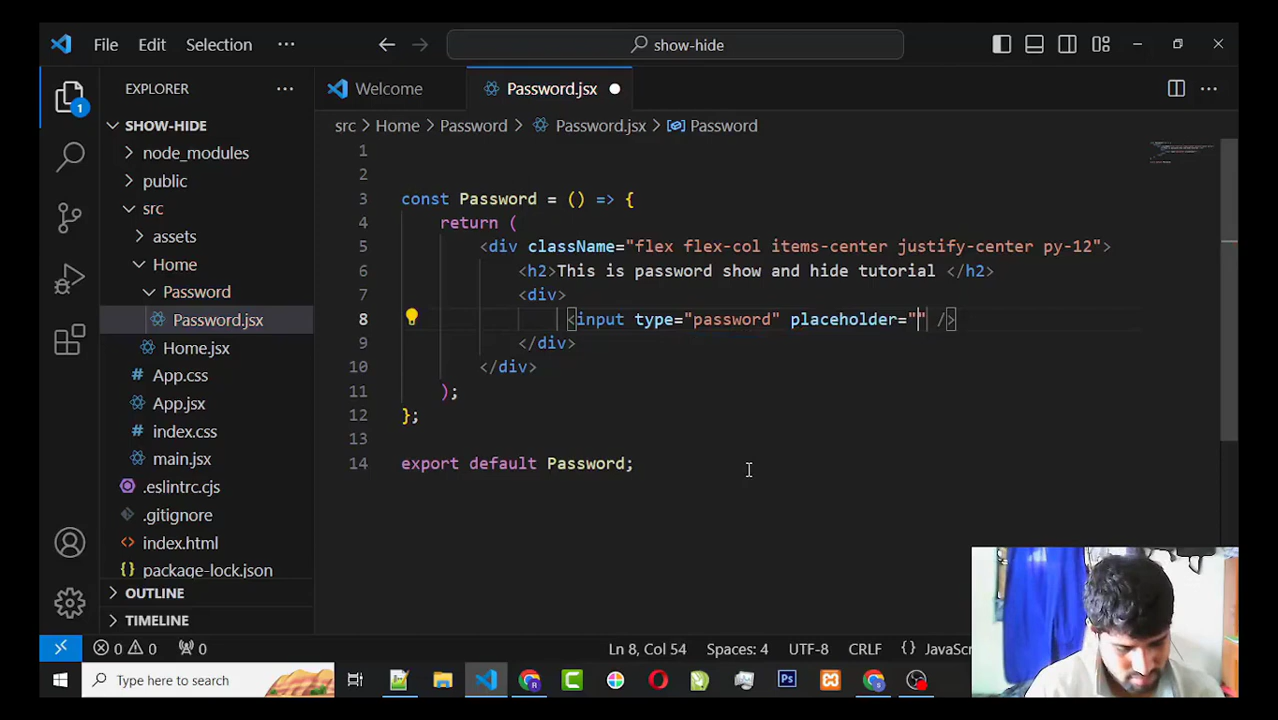 File Edit Selection ··· show-hide
EXPLORER ···
Welcome
Password.jsx
src > Home > Password > Password.jsx > Password
SHOW-HIDE
node_modules
public
src
assets
Home
Password
Password.jsx
Home.jsx
App.css
App.jsx
index.css
main.jsx
.eslintrc.cjs
.gitignore
index.html
package-lock.json
OUTLINE
TIMELINE
1
1
2
3 const Password = () => {
4 return (
5 <div className="flex flex-col items-center justify-center py-12">
6 <h2>This is password show and hide tutorial </h2>
7 <div>
8 <input type="password" placeholder="" />
9 </div>
10 </div>
11 );
12 };
13
14 export default Password;
0 0 0 Ln 8, Col 54 Spaces: 4 UTF-8 CRLF {} JavaSc
Type here to search